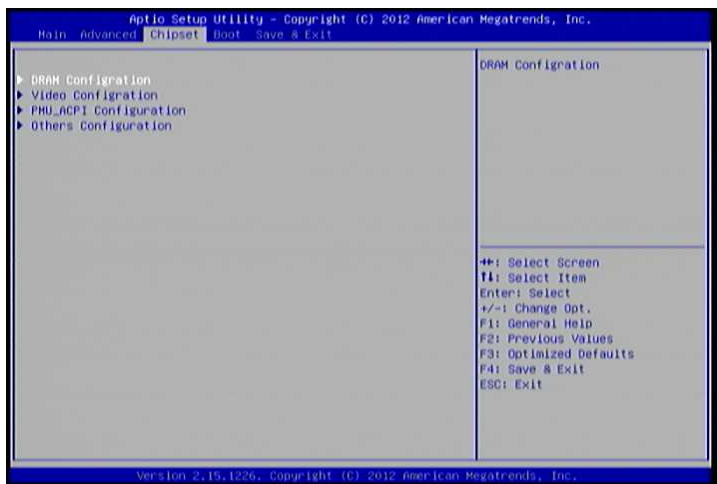 Aptio Setup Utility - Copyright (C) 2012 American Megatrends, Inc.
Main Advanced Chipset Boot Save & Exit
DRAM Configration
Video Configration
PMU_ACPI Configuration
Others Configuration
DRAM Configration
→←: Select Screen
↑↓: Select Item
Enter: Select
+/-: Change Opt.
F1: General Help
F2: Previous Values
F3: Optimized Defaults
F4: Save & Exit
ESC: Exit
Version 2.15.1226. Copyright (C) 2012 American Megatrends, Inc.